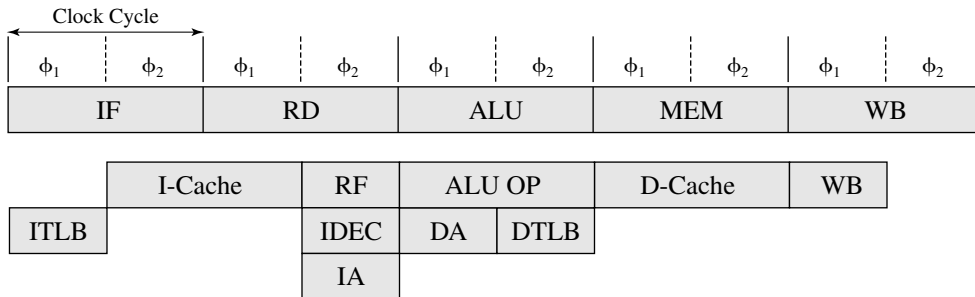 Clock Cycle
ϕ₁ ϕ₂ ϕ₁ ϕ₂ ϕ₁ ϕ₂ ϕ₁ ϕ₂ ϕ₁ ϕ₂
IF RD ALU MEM WB
I-Cache RF ALU OP D-Cache WB
ITLB IDEC DA DTLB
IA